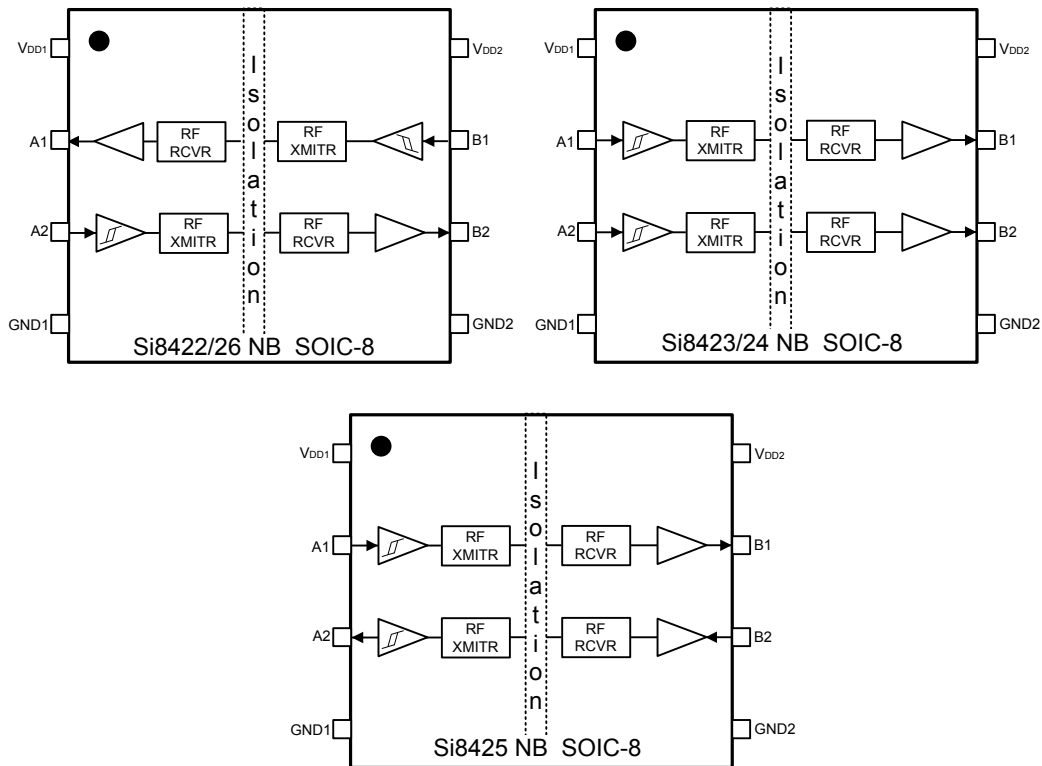 VDD1
Isolation
VDD2
A1
RF RCVR
RF XMITR
B1
A2
RF XMITR
RF RCVR
B2
GND1
GND2
Si8422/26 NB SOIC-8
VDD1
Isolation
VDD2
A1
RF XMITR
RF RCVR
B1
A2
RF XMITR
RF RCVR
B2
GND1
GND2
Si8423/24 NB SOIC-8
VDD1
Isolation
VDD2
A1
RF XMITR
RF RCVR
B1
A2
RF XMITR
RF RCVR
B2
GND1
GND2
Si8425 NB SOIC-8